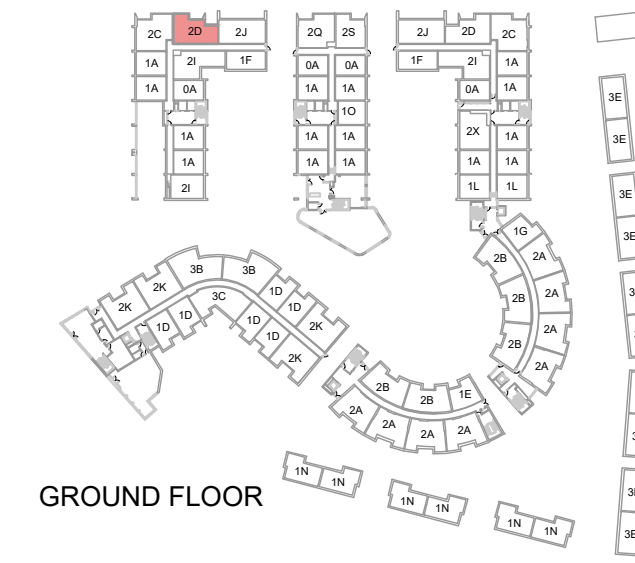 2C 2D 2J 2Q 2S 2J 2D 2C
1A 2I 1F 0A 0A 1F 2I 1A
1A 0A 1A 1A 0A 1A
1O
1A 1A 1A 2X 1A
1A 1A 1A 1A 1A
2I 1L 1L
3E
3E
3E
3E
1G
2B 2A
2B 2A
2B 2A
2A
3B 3B
2K 2K 3C 1D 1D 2K
1D 1D 1D 1D 2K
2B 2B 1E
2A 2A 2A 2A
1N 1N
1N 1N
1N 1N
GROUND FLOOR
3E